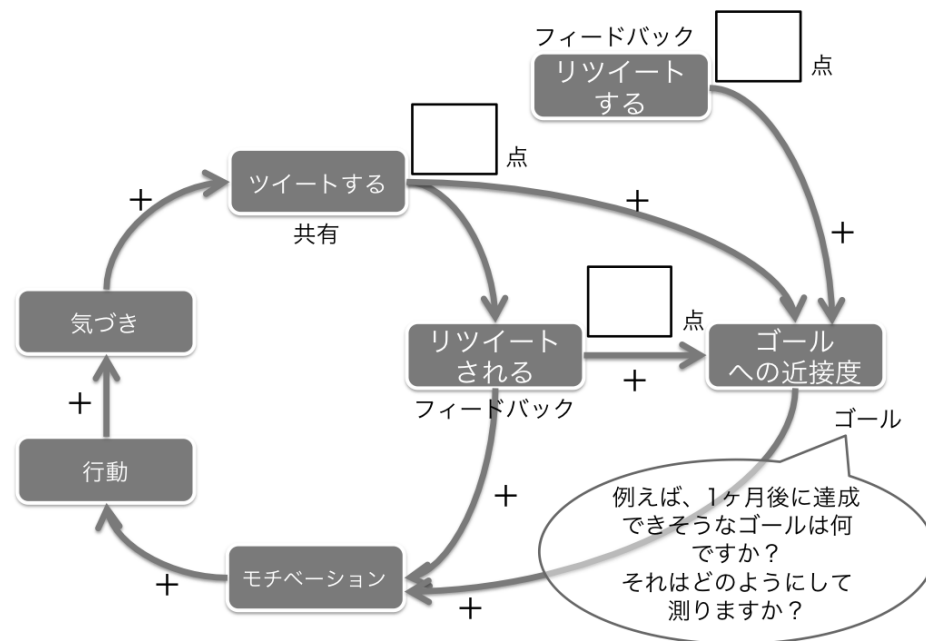 フィードバック
リツイート
する
点
点
ツイートする
共有
+
+
+
気づき
点
リツイート
される
フィードバック
ゴール
への近接度
+
+
ゴール
行動
+
例えば、1ヶ月後に達成
できそうなゴールは何
ですか?
それはどのようにして
測りますか?
モチベーション
+
+